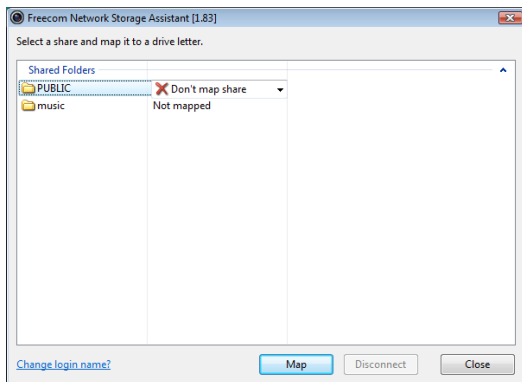 Freecom Network Storage Assistant [1.83]
Select a share and map it to a drive letter.
Shared Folders
PUBLIC Don't map share
music Not mapped
Change login name? Map Disconnect Close